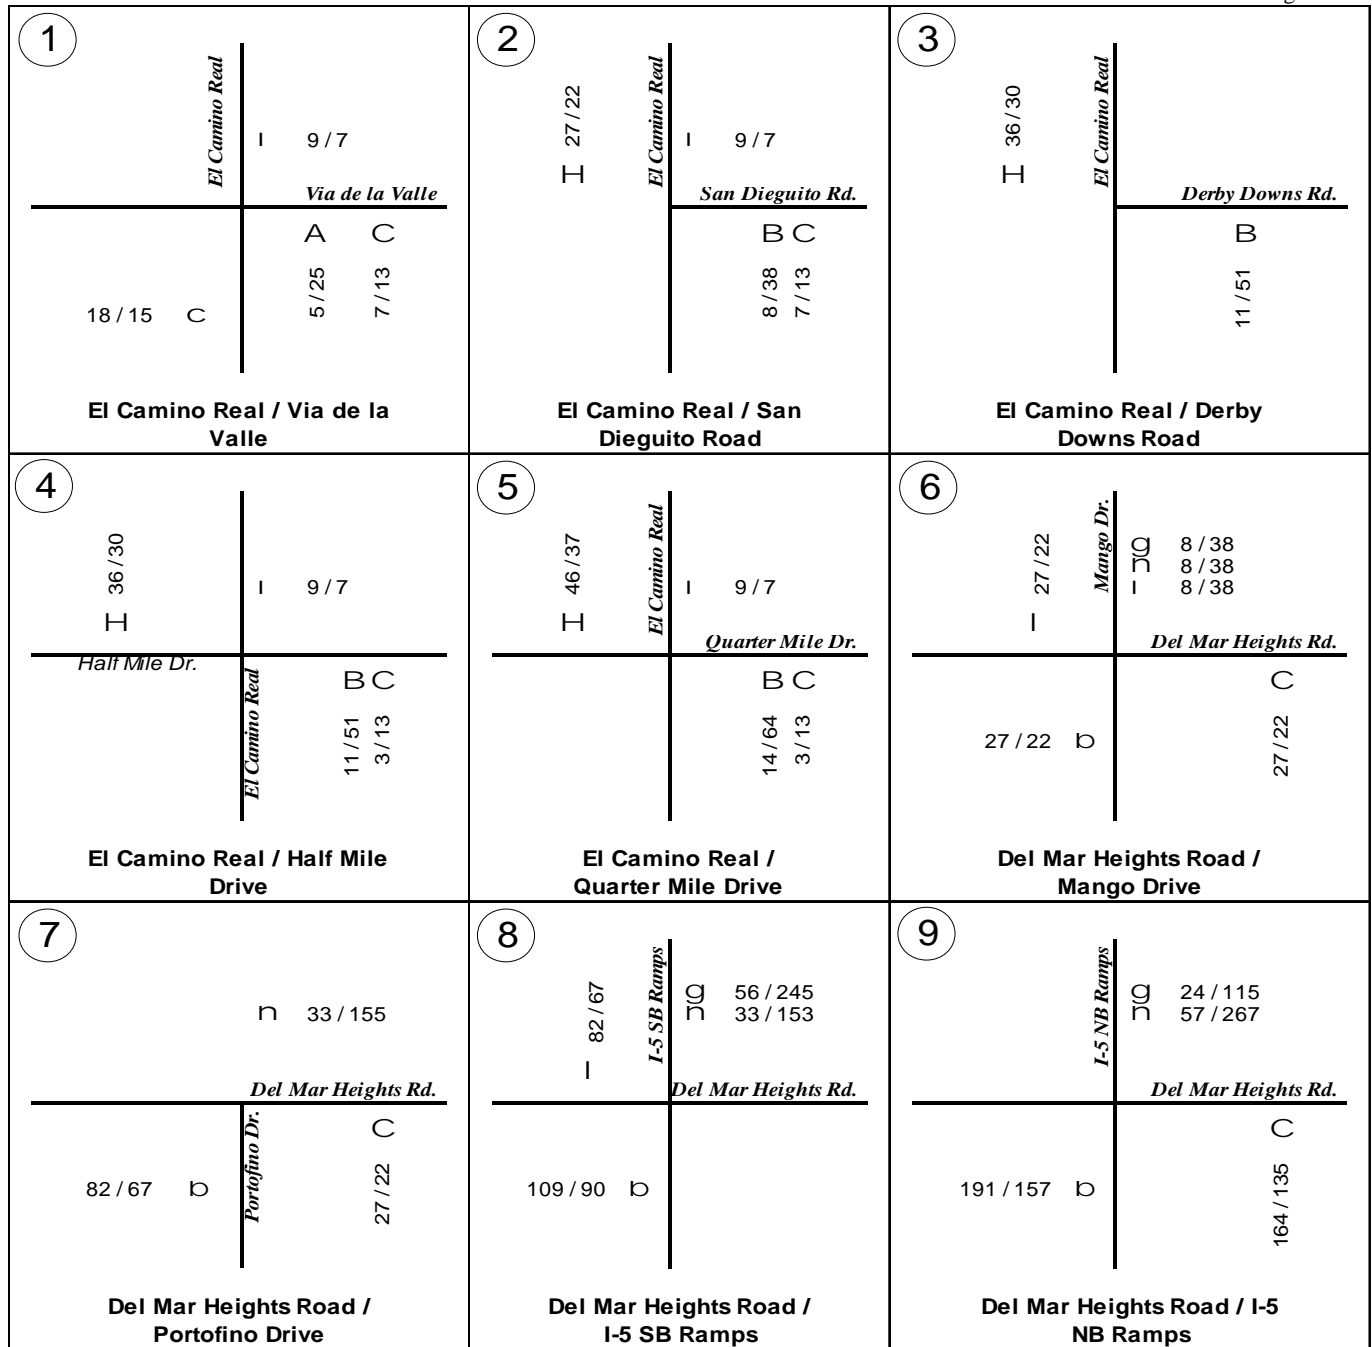 1
El Camino Real
I 9 / 7
Via de la Valle
A C
5 / 25
7 / 13
18 / 15 C
El Camino Real / Via de la
Valle
2
27 / 22
H
El Camino Real
I 9 / 7
San Dieguito Rd.
B C
8 / 38
7 / 13
El Camino Real / San
Dieguito Road
3
36 / 30
H
El Camino Real
Derby Downs Rd.
B
11 / 51
El Camino Real / Derby
Downs Road
4
36 / 30
H
I 9 / 7
Half Mile Dr.
El Camino Real
B C
11 / 51
3 / 13
El Camino Real / Half Mile
Drive
5
46 / 37
H
El Camino Real
I 9 / 7
Quarter Mile Dr.
B C
14 / 64
3 / 13
El Camino Real /
Quarter Mile Drive
6
27 / 22
I
Mango Dr.
g 8 / 38
n 8 / 38
I 8 / 38
Del Mar Heights Rd.
C
27 / 22
27 / 22 b
Del Mar Heights Road /
Mango Drive
7
n 33 / 155
Del Mar Heights Rd.
Portofino Dr.
C
27 / 22
82 / 67 b
Del Mar Heights Road /
Portofino Drive
8
82 / 67
I
I-5 SB Ramps
g 56 / 245
n 33 / 153
Del Mar Heights Rd.
109 / 90 b
Del Mar Heights Road /
I-5 SB Ramps
9
I-5 NB Ramps
g 24 / 115
n 57 / 267
Del Mar Heights Rd.
C
164 / 135
191 / 157 b
Del Mar Heights Road / I-5
NB Ramps